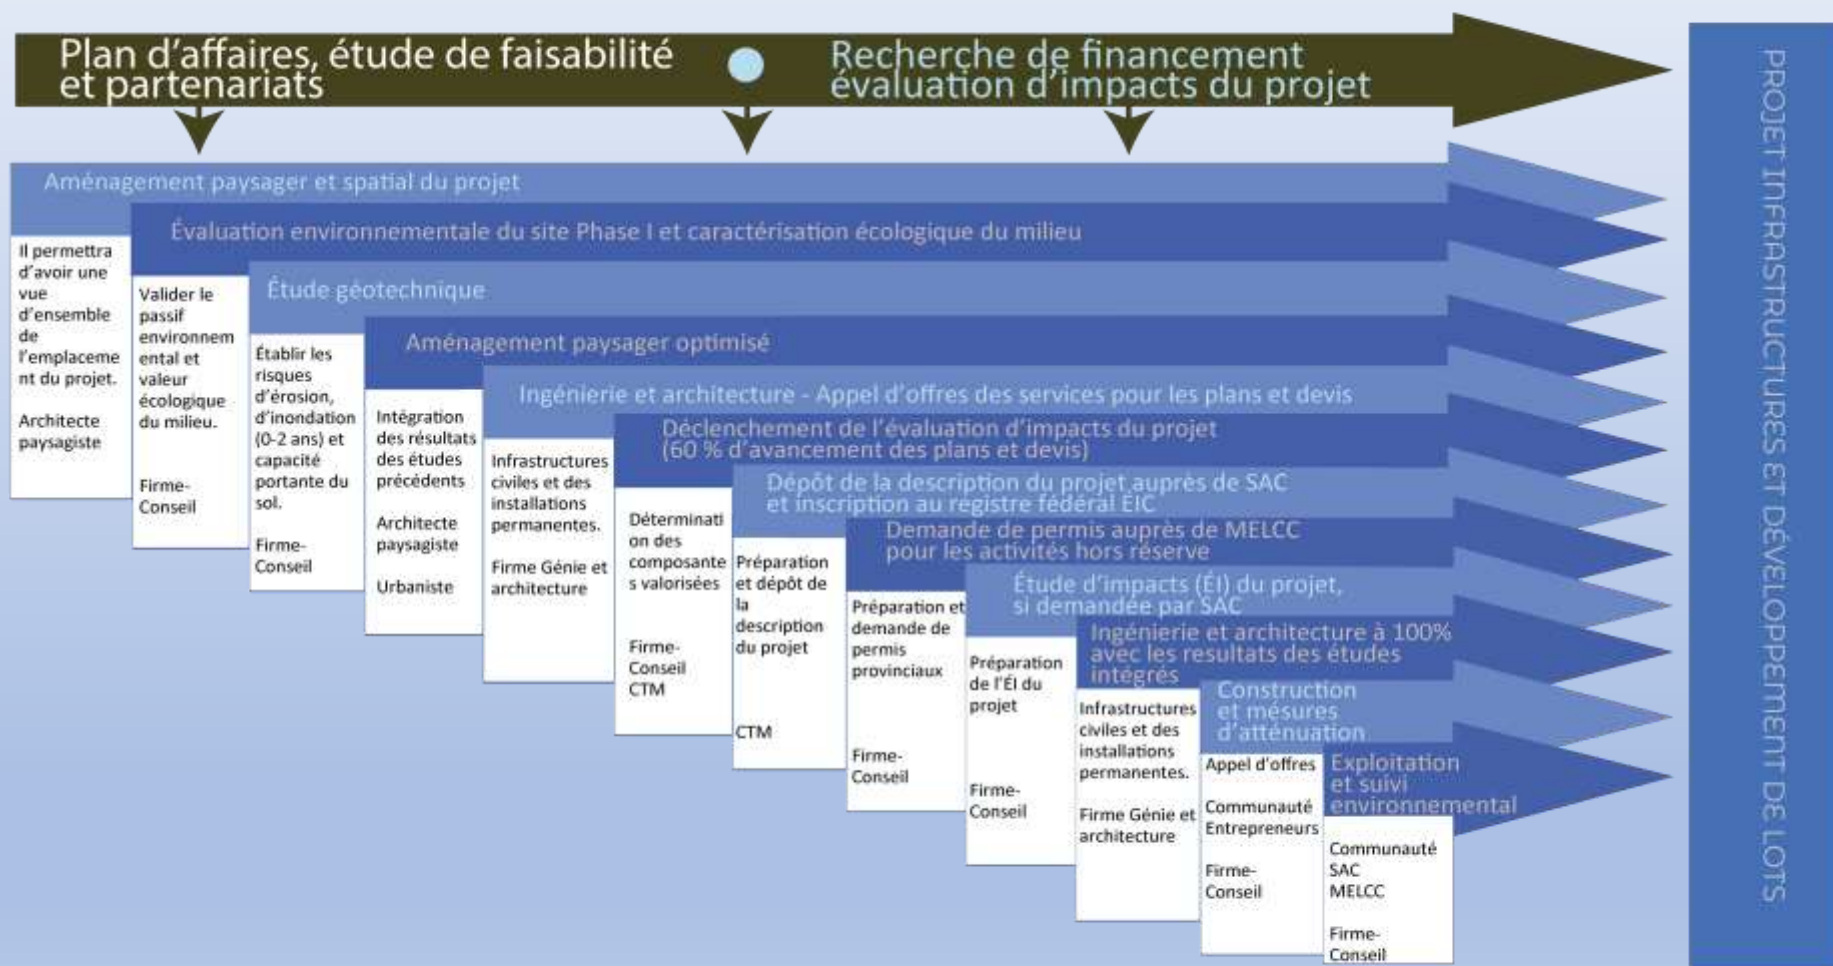 Plan d'affaires, étude de faisabilité
et partenariats
Recherche de financement
évaluation d'impacts du projet
Aménagement paysager et spatial du projet
Il permettra
d'avoir une
vue
d'ensemble
de
l'emplaceme
nt du projet.
Architecte
paysagiste
Évaluation environnementale du site Phase I et caractérisation écologique du milieu
Valider le
passif
environnem
ental et
valeur
écologique
du milieu.
Firme-
Conseil
Étude géotechnique
Établir les
risques
d'érosion,
d'inondation
(0-2 ans) et
capacité
portante du
sol.
Firme-
Conseil
Aménagement paysager optimisé
Intégration
des résultats
des études
précédents
Architecte
paysagiste
Urbaniste
Ingénierie et architecture - Appel d'offres des services pour les plans et devis
Infrastructures
civiles et des
installations
permanentes.
Firme Génie et
architecture
Déclenchement de l'évaluation d'impacts du projet
(60 % d'avancement des plans et devis)
Déterminati
on des
composante
s valorisées
Firme-
Conseil
CTM
Dépôt de la description du projet auprès de SAC
et inscription au registre fédéral EIC
Préparation
et dépôt de
la
description
du projet
CTM
Demande de permis auprès de MELCC
pour les activités hors réserve
Préparation et
demande de
permis
provinciaux
Firme-
Conseil
Étude d'impacts (ÉI) du projet,
si demandée par SAC
Préparation
de l'ÉI du
projet
Firme-
Conseil
Ingénierie et architecture à 100%
avec les resultats des études
intégrés
Infrastructures
civiles et des
installations
permanentes.
Firme Génie et
architecture
Construction
et mésures
d'atténuation
Appel d'offres
Communauté
Entrepreneurs
Firme-
Conseil
Exploitation
et suivi
environnemental
Communauté
SAC
MELCC
Firme-
Conseil
PROJET INFRASTRUCTURES ET DÉVELOPPEMENT DE LOTS